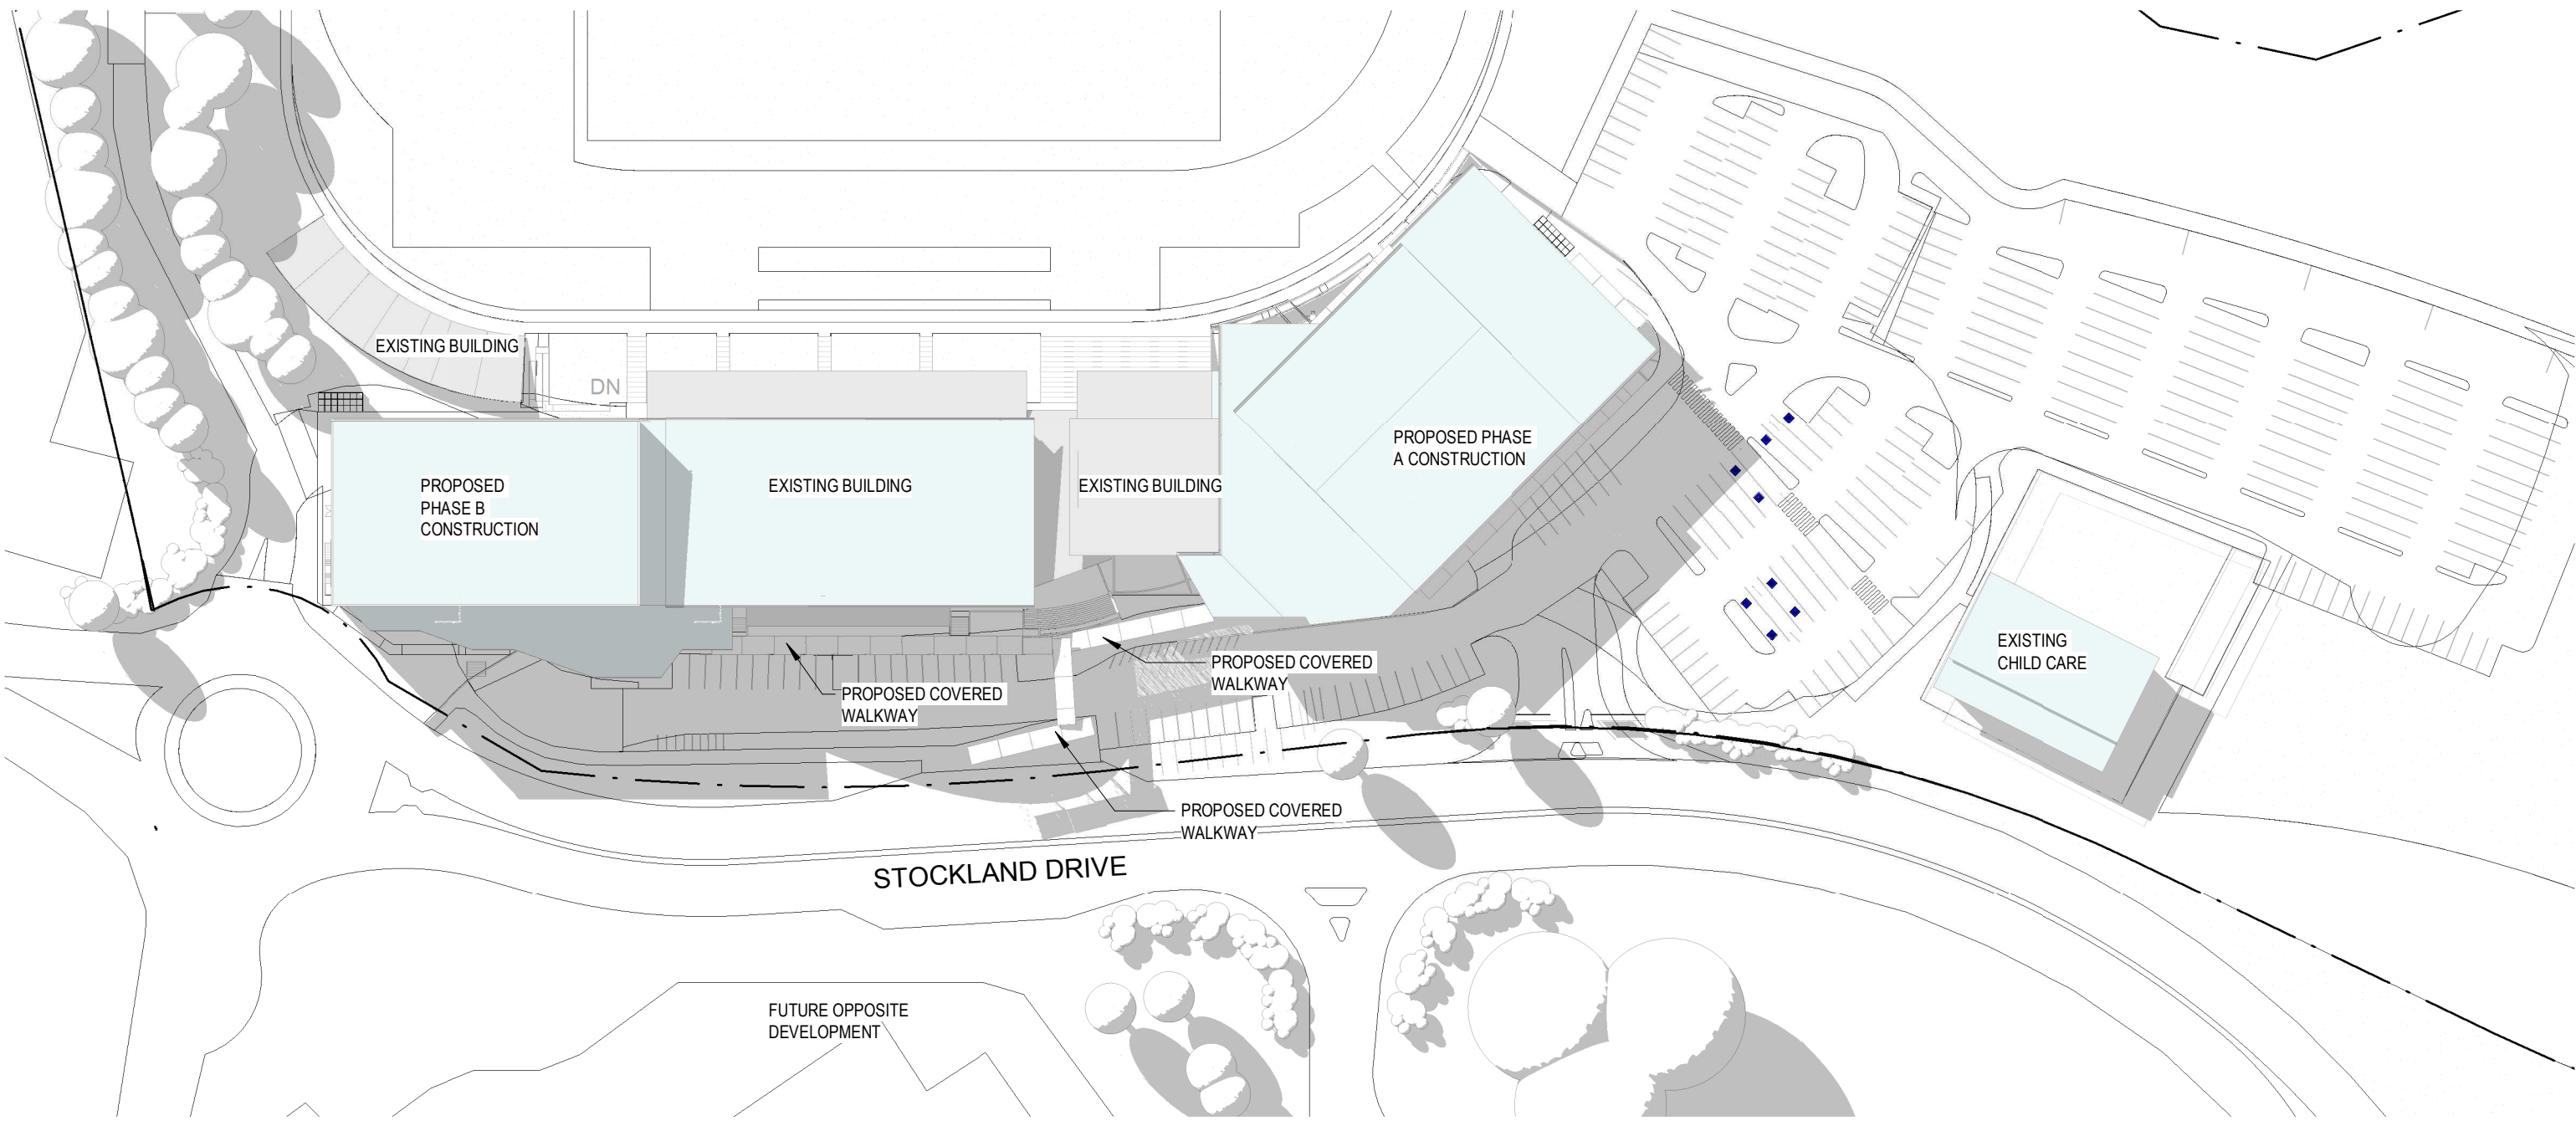 EXISTING BUILDING
DN
PROPOSED
PHASE B
CONSTRUCTION
EXISTING BUILDING
EXISTING BUILDING
PROPOSED PHASE
A CONSTRUCTION
EXISTING
CHILD CARE
PROPOSED COVERED
WALKWAY
PROPOSED COVERED
WALKWAY
PROPOSED COVERED
WALKWAY
STOCKLAND DRIVE
FUTURE OPPOSITE
DEVELOPMENT